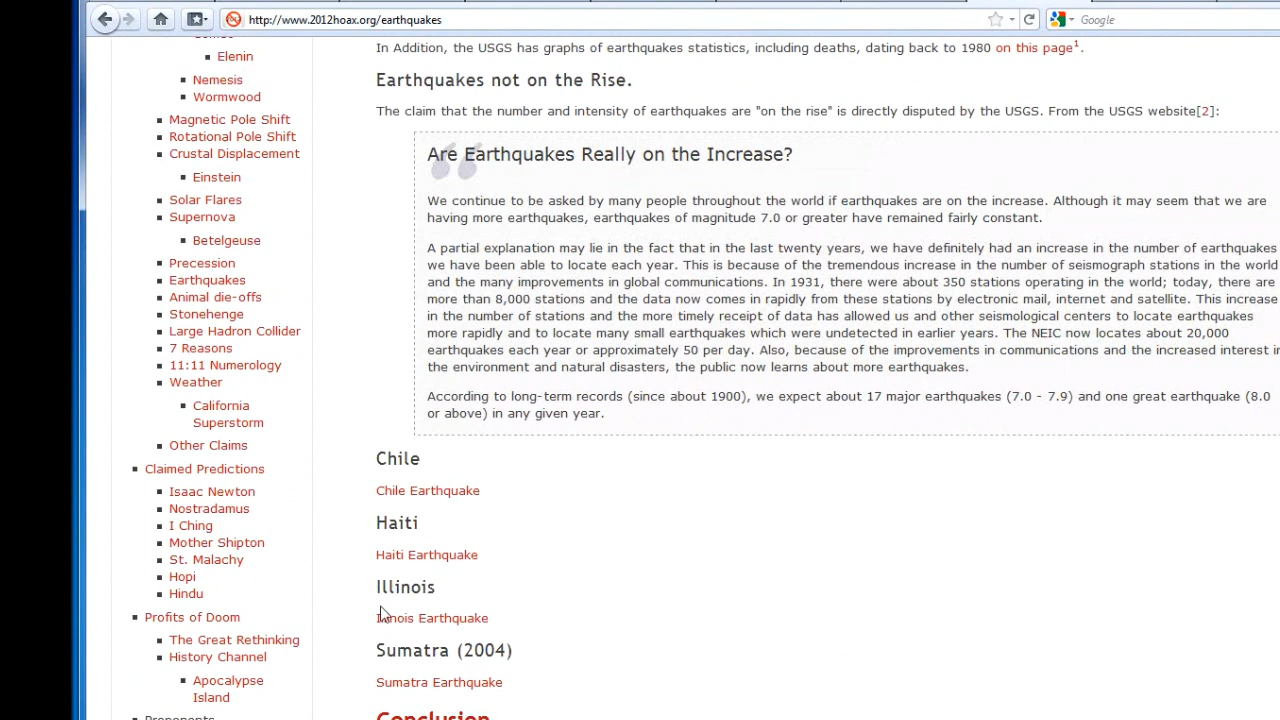 http://www.2012hoax.org/earthquakes
Google
Elenin
Nemesis
Wormwood
Magnetic Pole Shift
Rotational Pole Shift
Crustal Displacement
Einstein
Solar Flares
Supernova
Betelgeuse
Precession
Earthquakes
Animal die-offs
Stonehenge
Large Hadron Collider
7 Reasons
11:11 Numerology
Weather
California
Superstorm
Other Claims
Claimed Predictions
Isaac Newton
Nostradamus
I Ching
Mother Shipton
St. Malachy
Hopi
Hindu
Profits of Doom
The Great Rethinking
History Channel
Apocalypse
Island
Proponents
In Addition, the USGS has graphs of earthquakes statistics, including deaths, dating back to 1980 on this page1.
Earthquakes not on the Rise.
The claim that the number and intensity of earthquakes are "on the rise" is directly disputed by the USGS. From the USGS website[2]:
Are Earthquakes Really on the Increase?
We continue to be asked by many people throughout the world if earthquakes are on the increase. Although it may seem that we are
having more earthquakes, earthquakes of magnitude 7.0 or greater have remained fairly constant.
A partial explanation may lie in the fact that in the last twenty years, we have definitely had an increase in the number of earthquakes
we have been able to locate each year. This is because of the tremendous increase in the number of seismograph stations in the world
and the many improvements in global communications. In 1931, there were about 350 stations operating in the world; today, there are
more than 8,000 stations and the data now comes in rapidly from these stations by electronic mail, internet and satellite. This increase
in the number of stations and the more timely receipt of data has allowed us and other seismological centers to locate earthquakes
more rapidly and to locate many small earthquakes which were undetected in earlier years. The NEIC now locates about 20,000
earthquakes each year or approximately 50 per day. Also, because of the improvements in communications and the increased interest in
the environment and natural disasters, the public now learns about more earthquakes.
According to long-term records (since about 1900), we expect about 17 major earthquakes (7.0 - 7.9) and one great earthquake (8.0
or above) in any given year.
Chile
Chile Earthquake
Haiti
Haiti Earthquake
Illinois
Illinois Earthquake
Sumatra (2004)
Sumatra Earthquake
Conclusion